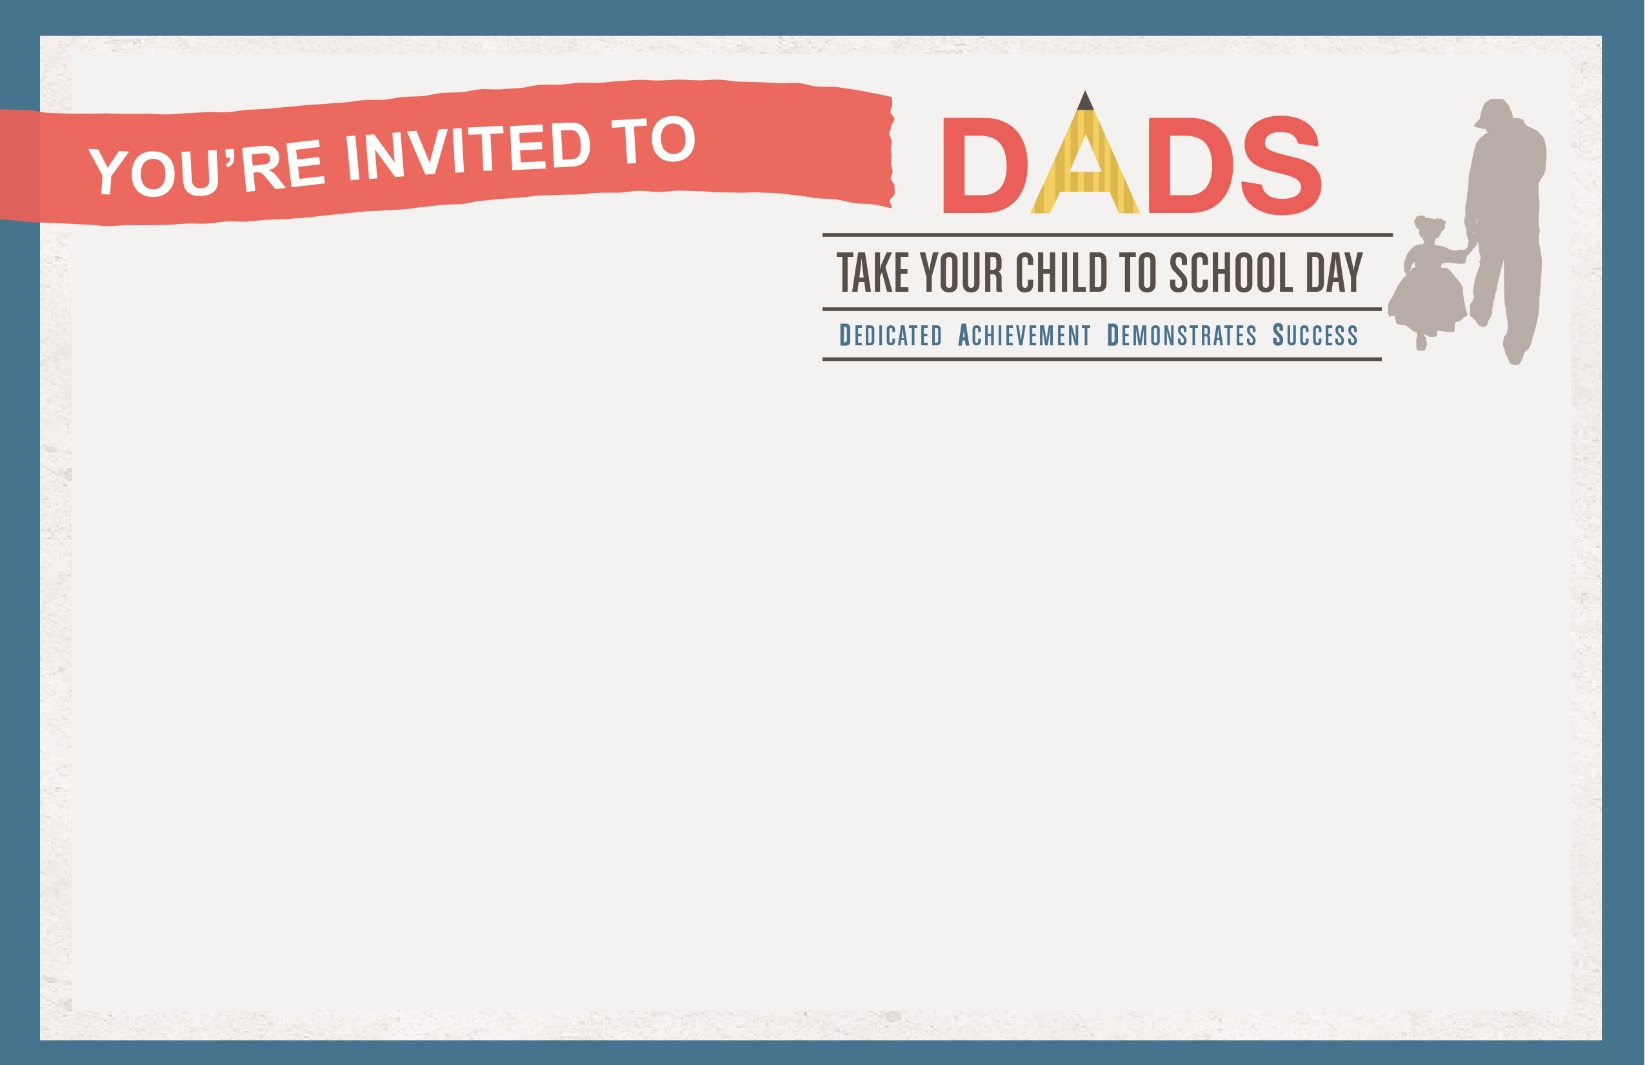 YOU’RE INVITED TO
DADS
TAKE YOUR CHILD TO SCHOOL DAY
DEDICATED ACHIEVEMENT DEMONSTRATES SUCCESS